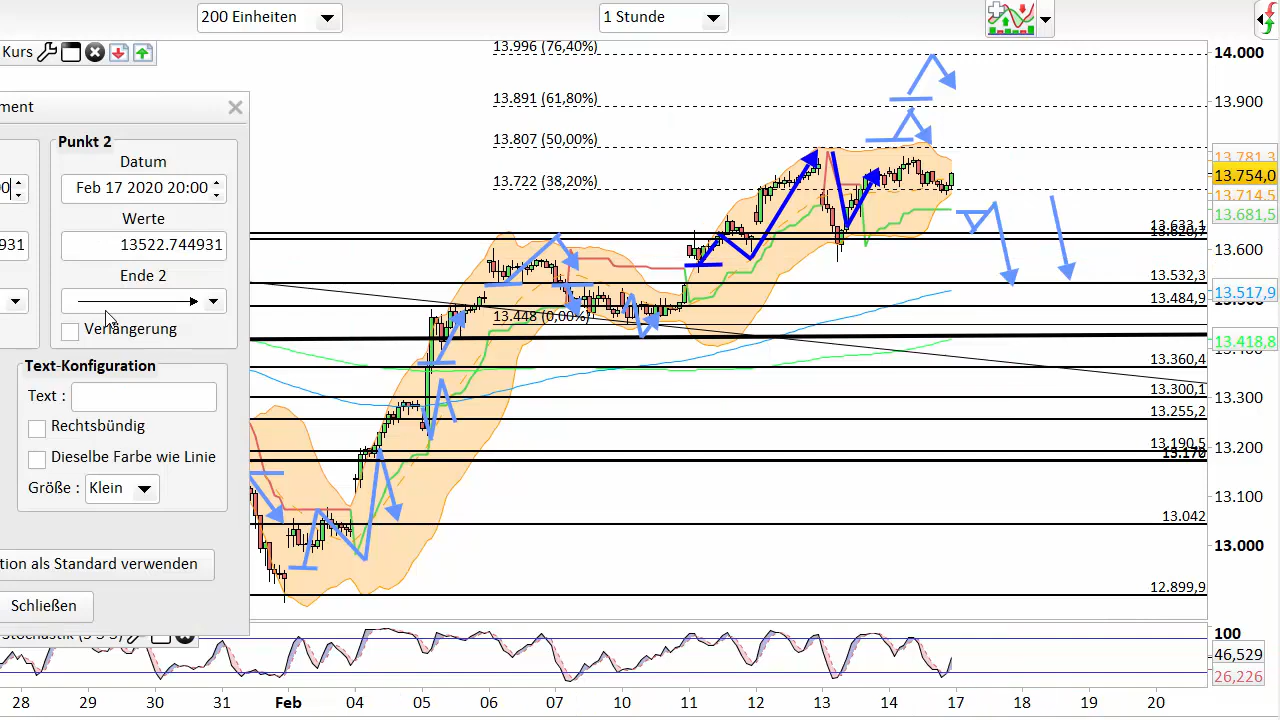 200 Einheiten
1 Stunde
Kurs
ment
Punkt 2
Datum
Feb 17 2020 20:00
Werte
931
13522.744931
Ende 2
Verlängerung
Text-Konfiguration
Text :
Rechtsbündig
Dieselbe Farbe wie Linie
Größe : Klein
tion als Standard verwenden
Schließen
13.996 (76,40%)
13.891 (61,80%)
13.807 (50,00%)
13.722 (38,20%)
13.448 (0,00%)
13.633,1
13.532,3
13.484,9
13.360,4
13.300,1
13.255,2
13.190,5
13.170
13.042
12.899,9
14.000
13.900
13.781,3
13.754,0
13.714,5
13.681,5
13.600
13.517,9
13.418,8
13.300
13.200
13.100
13.000
100
46,529
26,226
28 29 30 31 Feb 04 05 06 07 10 11 12 13 14 17 18 19 20